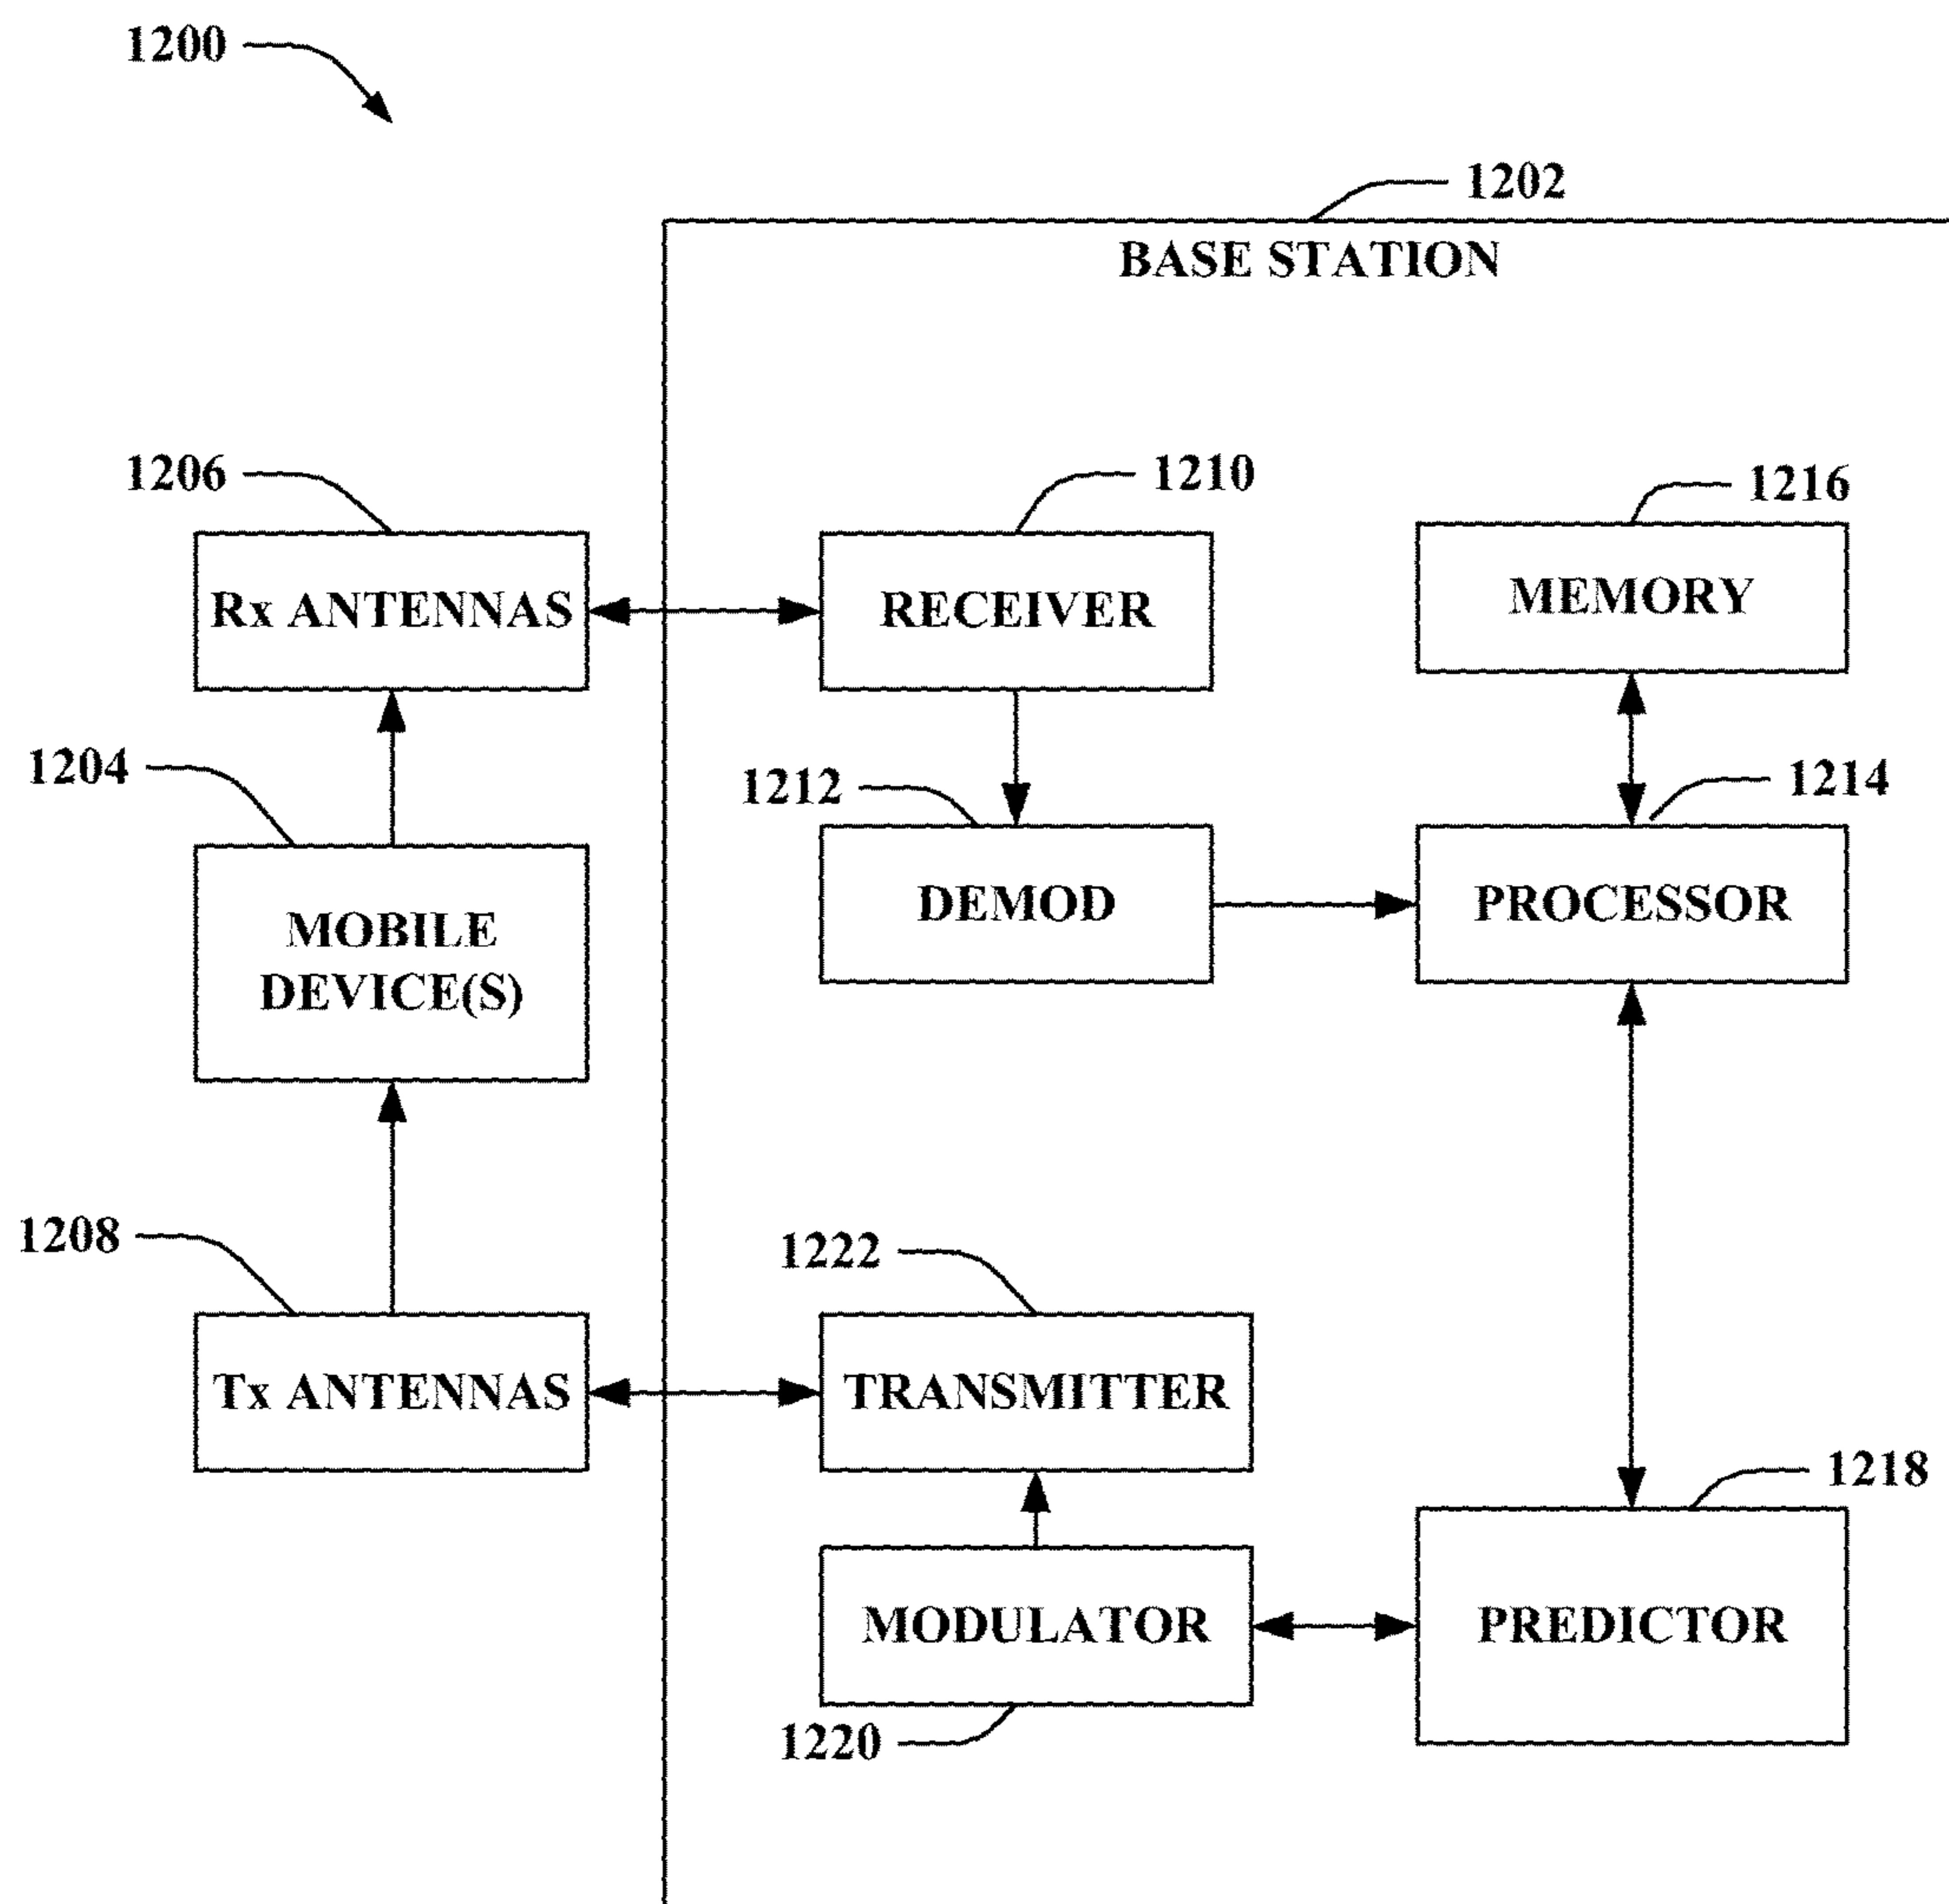 1200
1202
BASE STATION
1206
1210
1216
Rx ANTENNAS
RECEIVER
MEMORY
1204
1212
1214
MOBILE
DEVICE(S)
DEMOD
PROCESSOR
1208
1222
Tx ANTENNAS
TRANSMITTER
1218
MODULATOR
PREDICTOR
1220